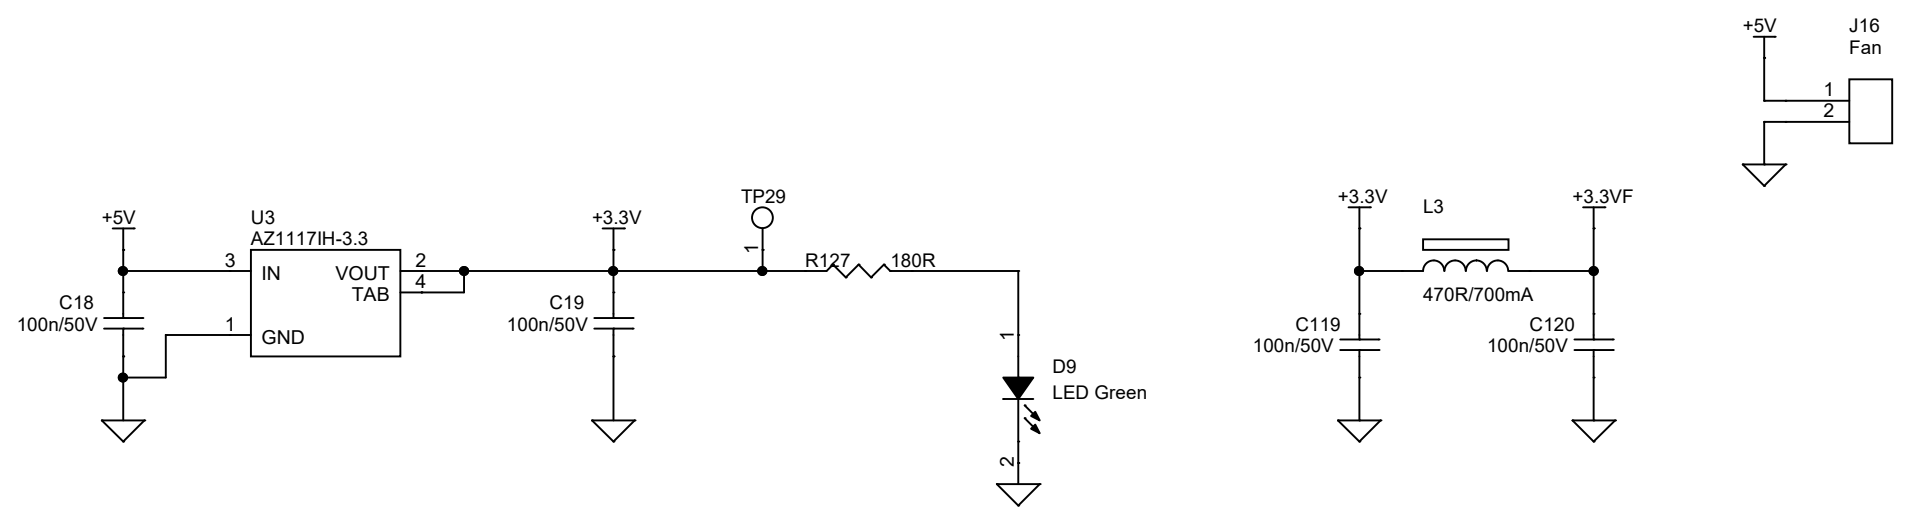 +5V
J16
Fan
1
2
+5V
U3
AZ1117IH-3.3
3
IN
VOUT
2
TAB
4
1
GND
C18
100n/50V
+3.3V
C19
100n/50V
TP29
1
R127
180R
1
D9
LED Green
2
+3.3V
L3
+3.3VF
470R/700mA
C119
100n/50V
C120
100n/50V